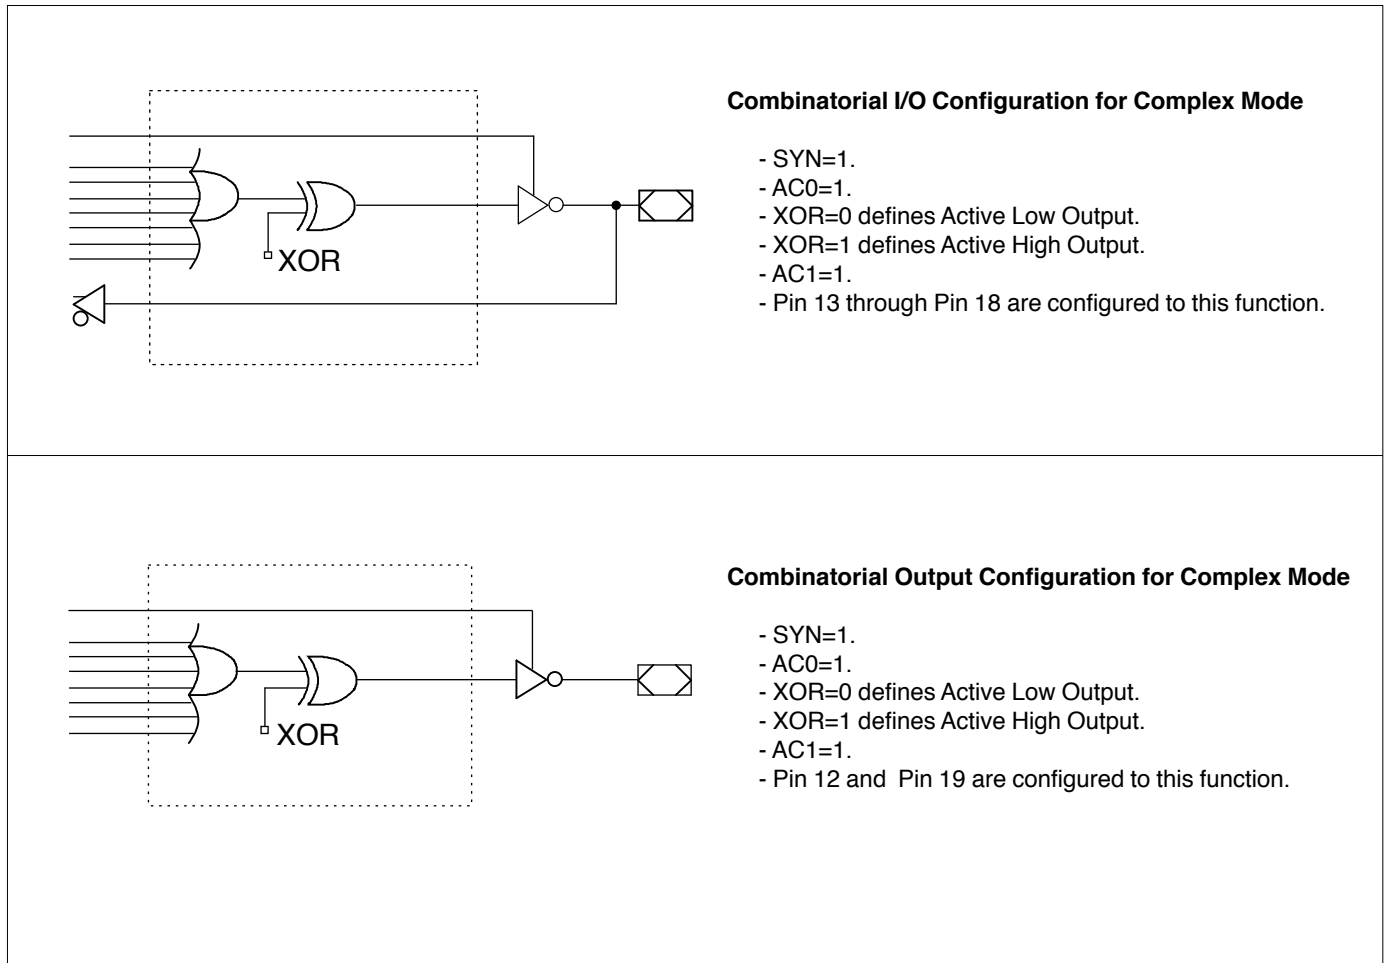 Combinatorial I/O Configuration for Complex Mode
- SYN=1.
- AC0=1.
- XOR=0 defines Active Low Output.
- XOR=1 defines Active High Output.
- AC1=1.
- Pin 13 through Pin 18 are configured to this function.
XOR
Combinatorial Output Configuration for Complex Mode
- SYN=1.
- AC0=1.
- XOR=0 defines Active Low Output.
- XOR=1 defines Active High Output.
- AC1=1.
- Pin 12 and  Pin 19 are configured to this function.
XOR